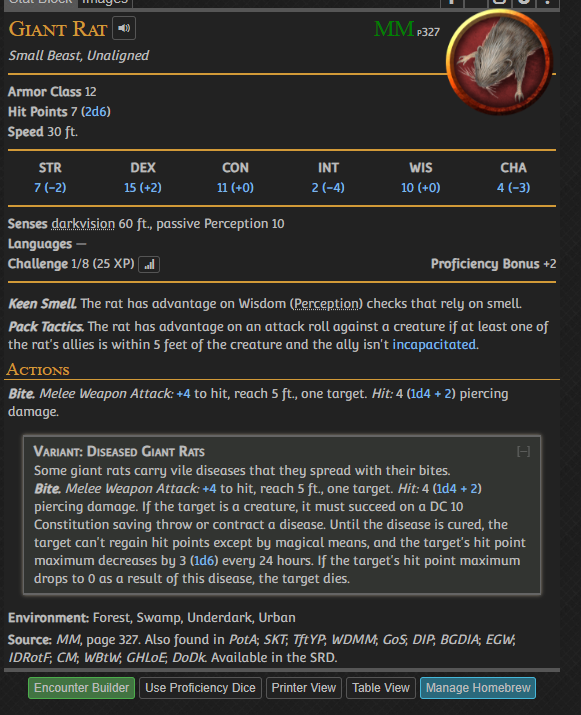 Stat Block Images
Giant Rat
MM p327
Small Beast, Unaligned
Armor Class 12
Hit Points 7 (2d6)
Speed 30 ft.
STR DEX CON INT WIS CHA
7 (−2) 15 (+2) 11 (+0) 2 (−4) 10 (+0) 4 (−3)
Senses darkvision 60 ft., passive Perception 10
Languages —
Challenge 1/8 (25 XP) Proficiency Bonus +2
Keen Smell. The rat has advantage on Wisdom (Perception) checks that rely on smell.
Pack Tactics. The rat has advantage on an attack roll against a creature if at least one of
the rat's allies is within 5 feet of the creature and the ally isn't incapacitated.
Actions
Bite. Melee Weapon Attack: +4 to hit, reach 5 ft., one target. Hit: 4 (1d4 + 2) piercing
damage.
Variant: Diseased Giant Rats [–]
Some giant rats carry vile diseases that they spread with their bites.
Bite. Melee Weapon Attack: +4 to hit, reach 5 ft., one target. Hit: 4 (1d4 + 2)
piercing damage. If the target is a creature, it must succeed on a DC 10
Constitution saving throw or contract a disease. Until the disease is cured, the
target can't regain hit points except by magical means, and the target's hit point
maximum decreases by 3 (1d6) every 24 hours. If the target's hit point maximum
drops to 0 as a result of this disease, the target dies.
Environment: Forest, Swamp, Underdark, Urban
Source: MM, page 327. Also found in PotA; SKT; TftYP; WDMM; GoS; DIP; BGDIA; EGW;
IDRotF; CM; WBtW; GHLoE; DoDk. Available in the SRD.
Encounter Builder Use Proficiency Dice Printer View Table View Manage Homebrew